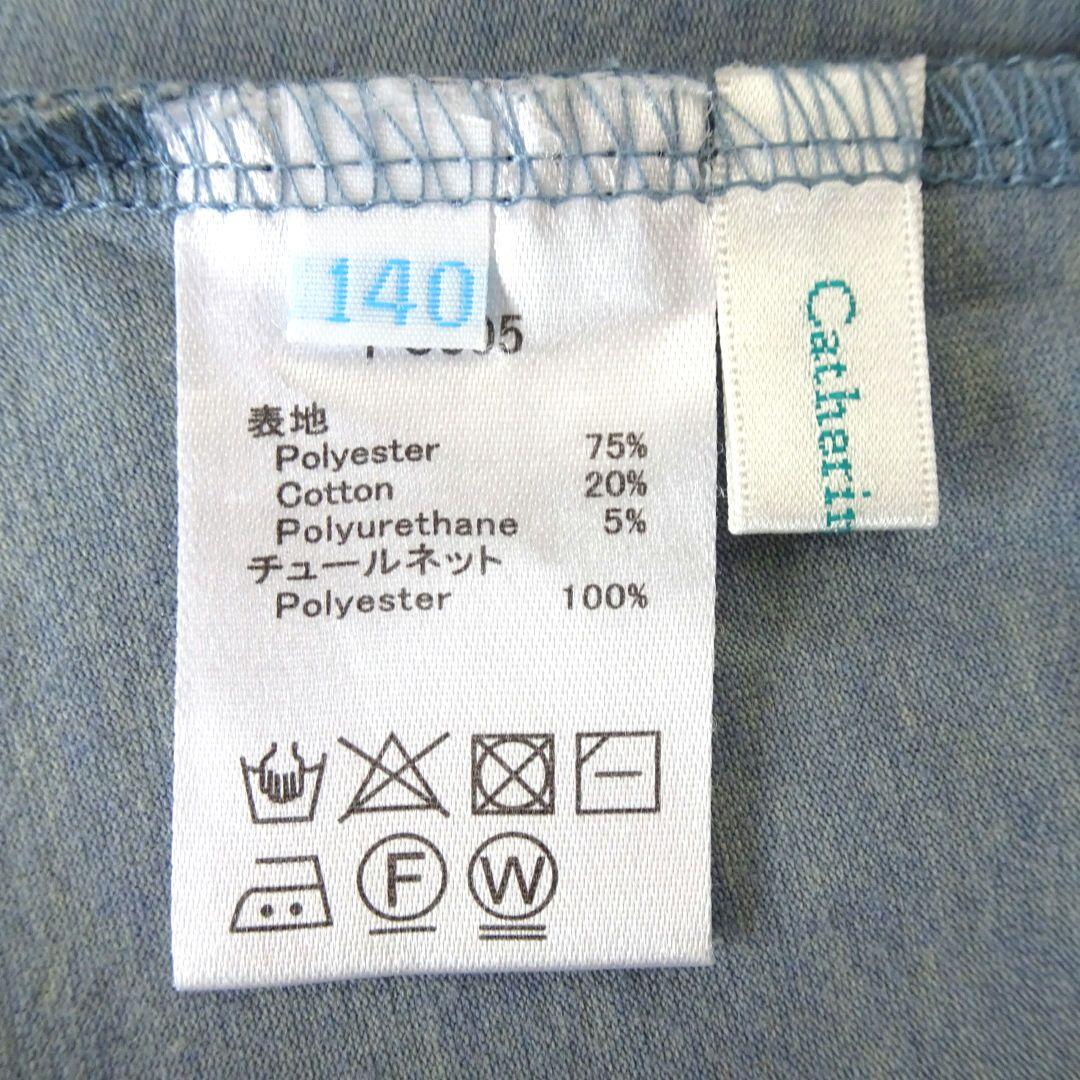 140
表地
Polyester 75%
Cotton 20%
Polyurethane 5%
チュールネット
Polyester 100%
F
W